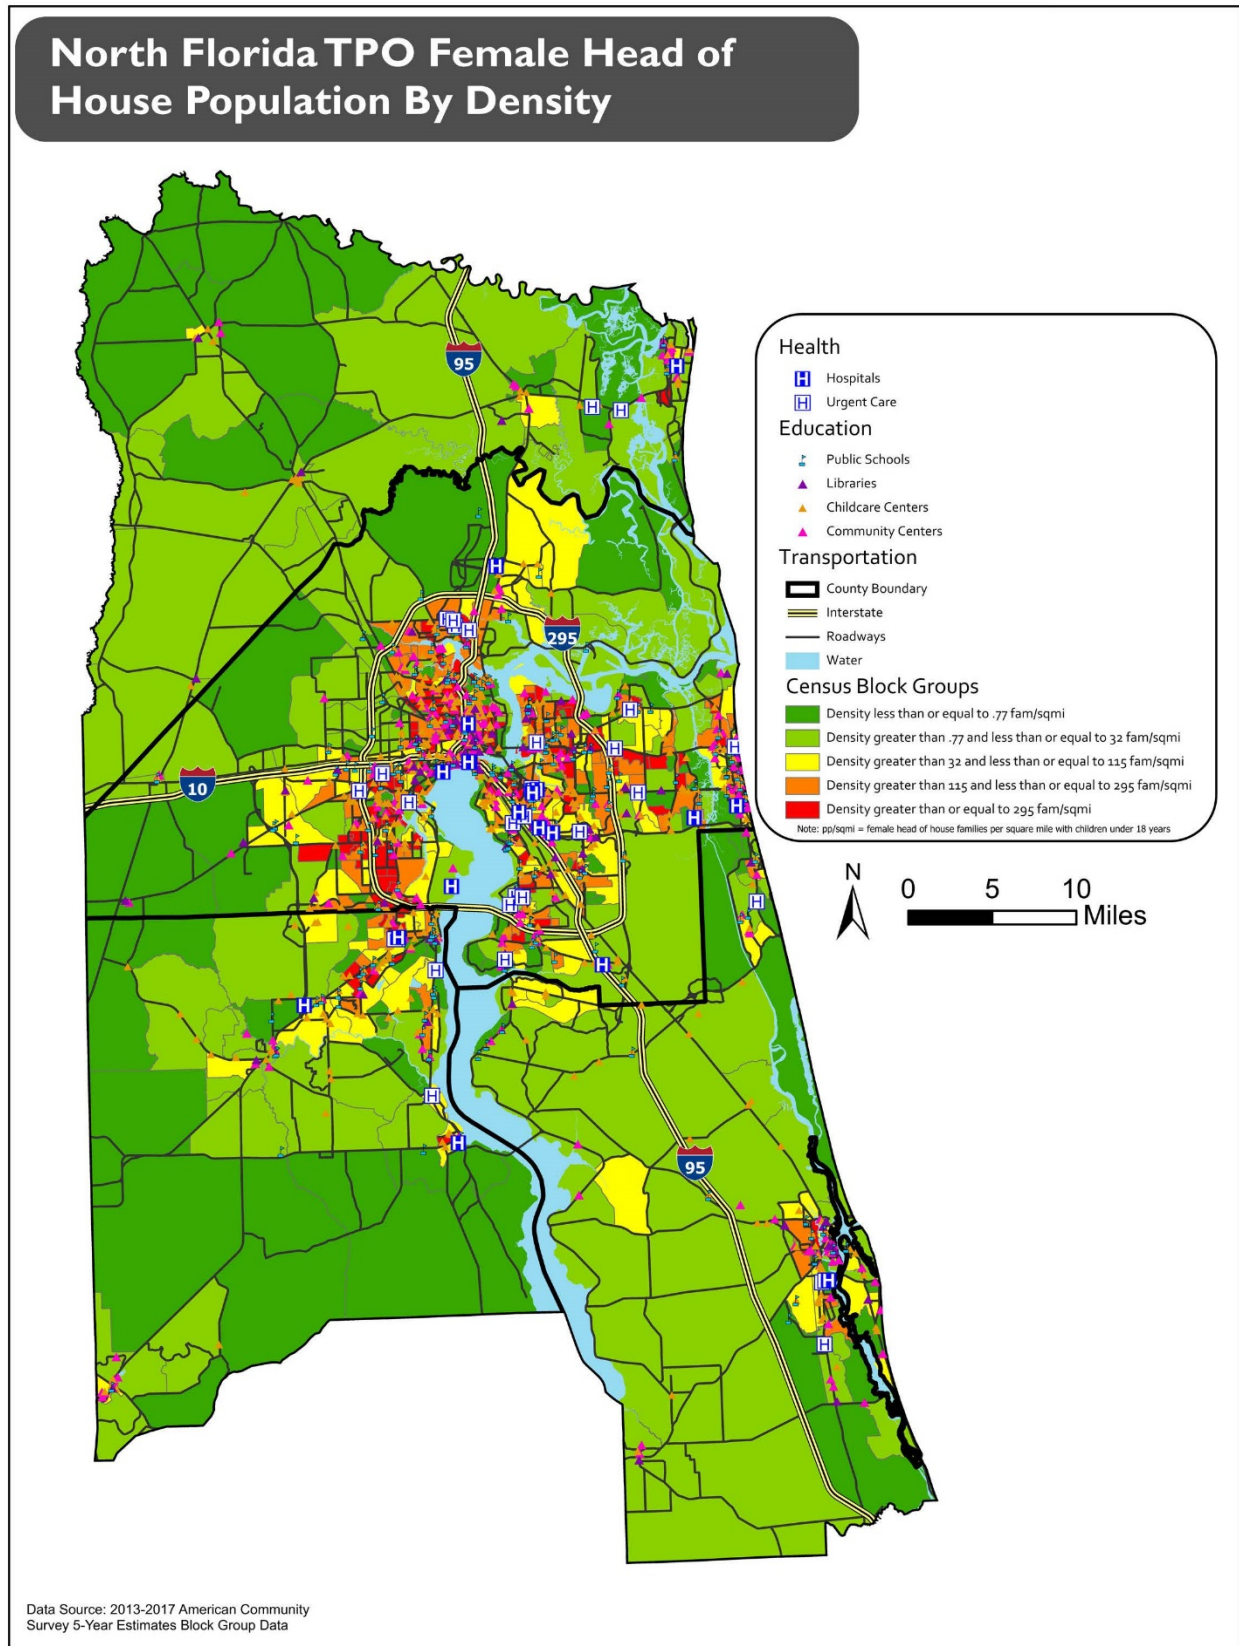 North Florida TPO Female Head of
House Population By Density
95
295
10
95
H
Health
H Hospitals
H Urgent Care
Education
Public Schools
Libraries
Childcare Centers
Community Centers
Transportation
County Boundary
Interstate
Roadways
Water
Census Block Groups
Density less than or equal to .77 fam/sqmi
Density greater than .77 and less than or equal to 32 fam/sqmi
Density greater than 32 and less than or equal to 115 fam/sqmi
Density greater than 115 and less than or equal to 295 fam/sqmi
Density greater than or equal to 295 fam/sqmi
Note: pp/sqmi = female head of house families per square mile with children under 18 years
N
0 5 10
Miles
Data Source: 2013-2017 American Community
Survey 5-Year Estimates Block Group Data